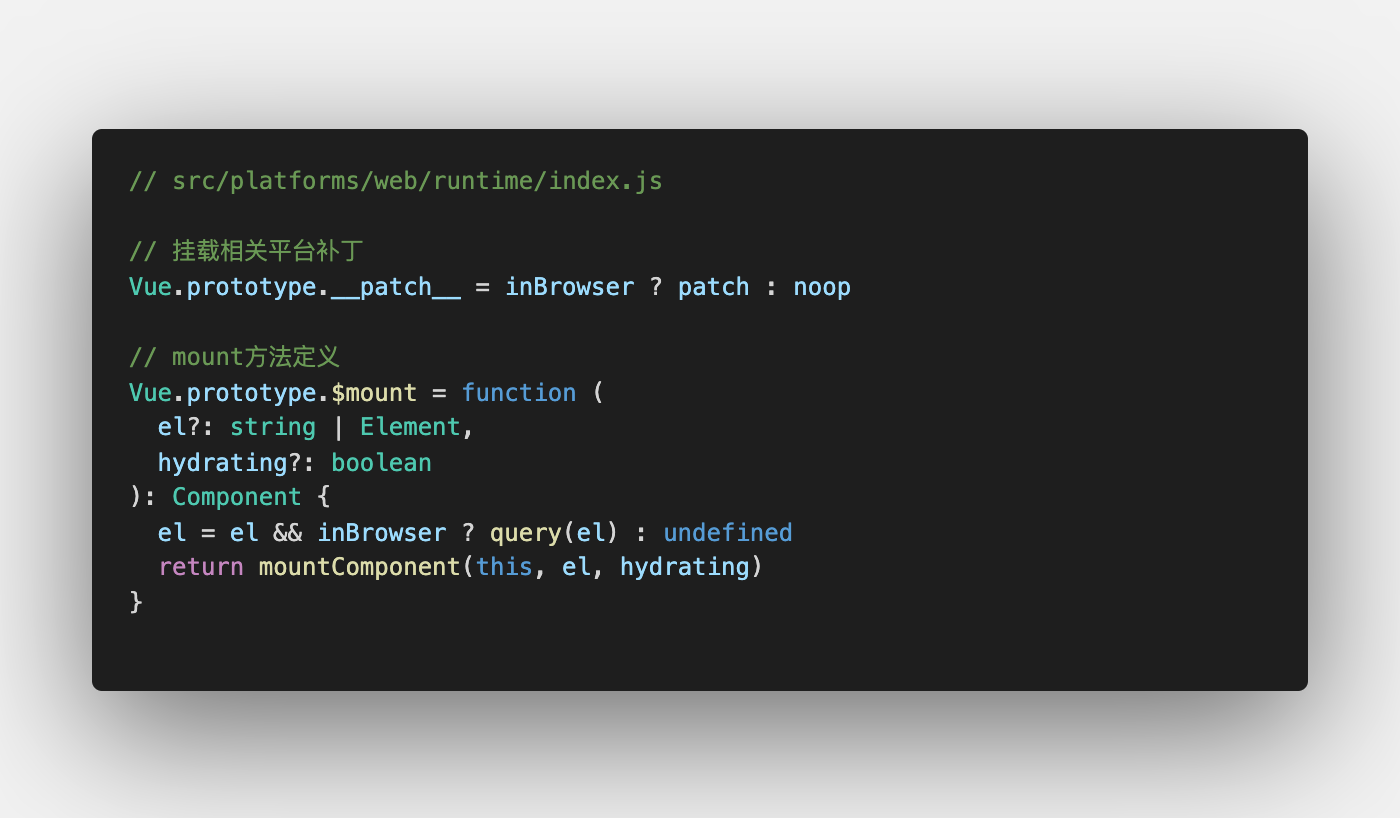 // src/platforms/web/runtime/index.js
// 挂载相关平台补丁
Vue.prototype.__patch__ = inBrowser ? patch : noop
// mount方法定义
Vue.prototype.$mount = function (
  el?: string | Element,
  hydrating?: boolean
): Component {
  el = el && inBrowser ? query(el) : undefined
  return mountComponent(this, el, hydrating)
}